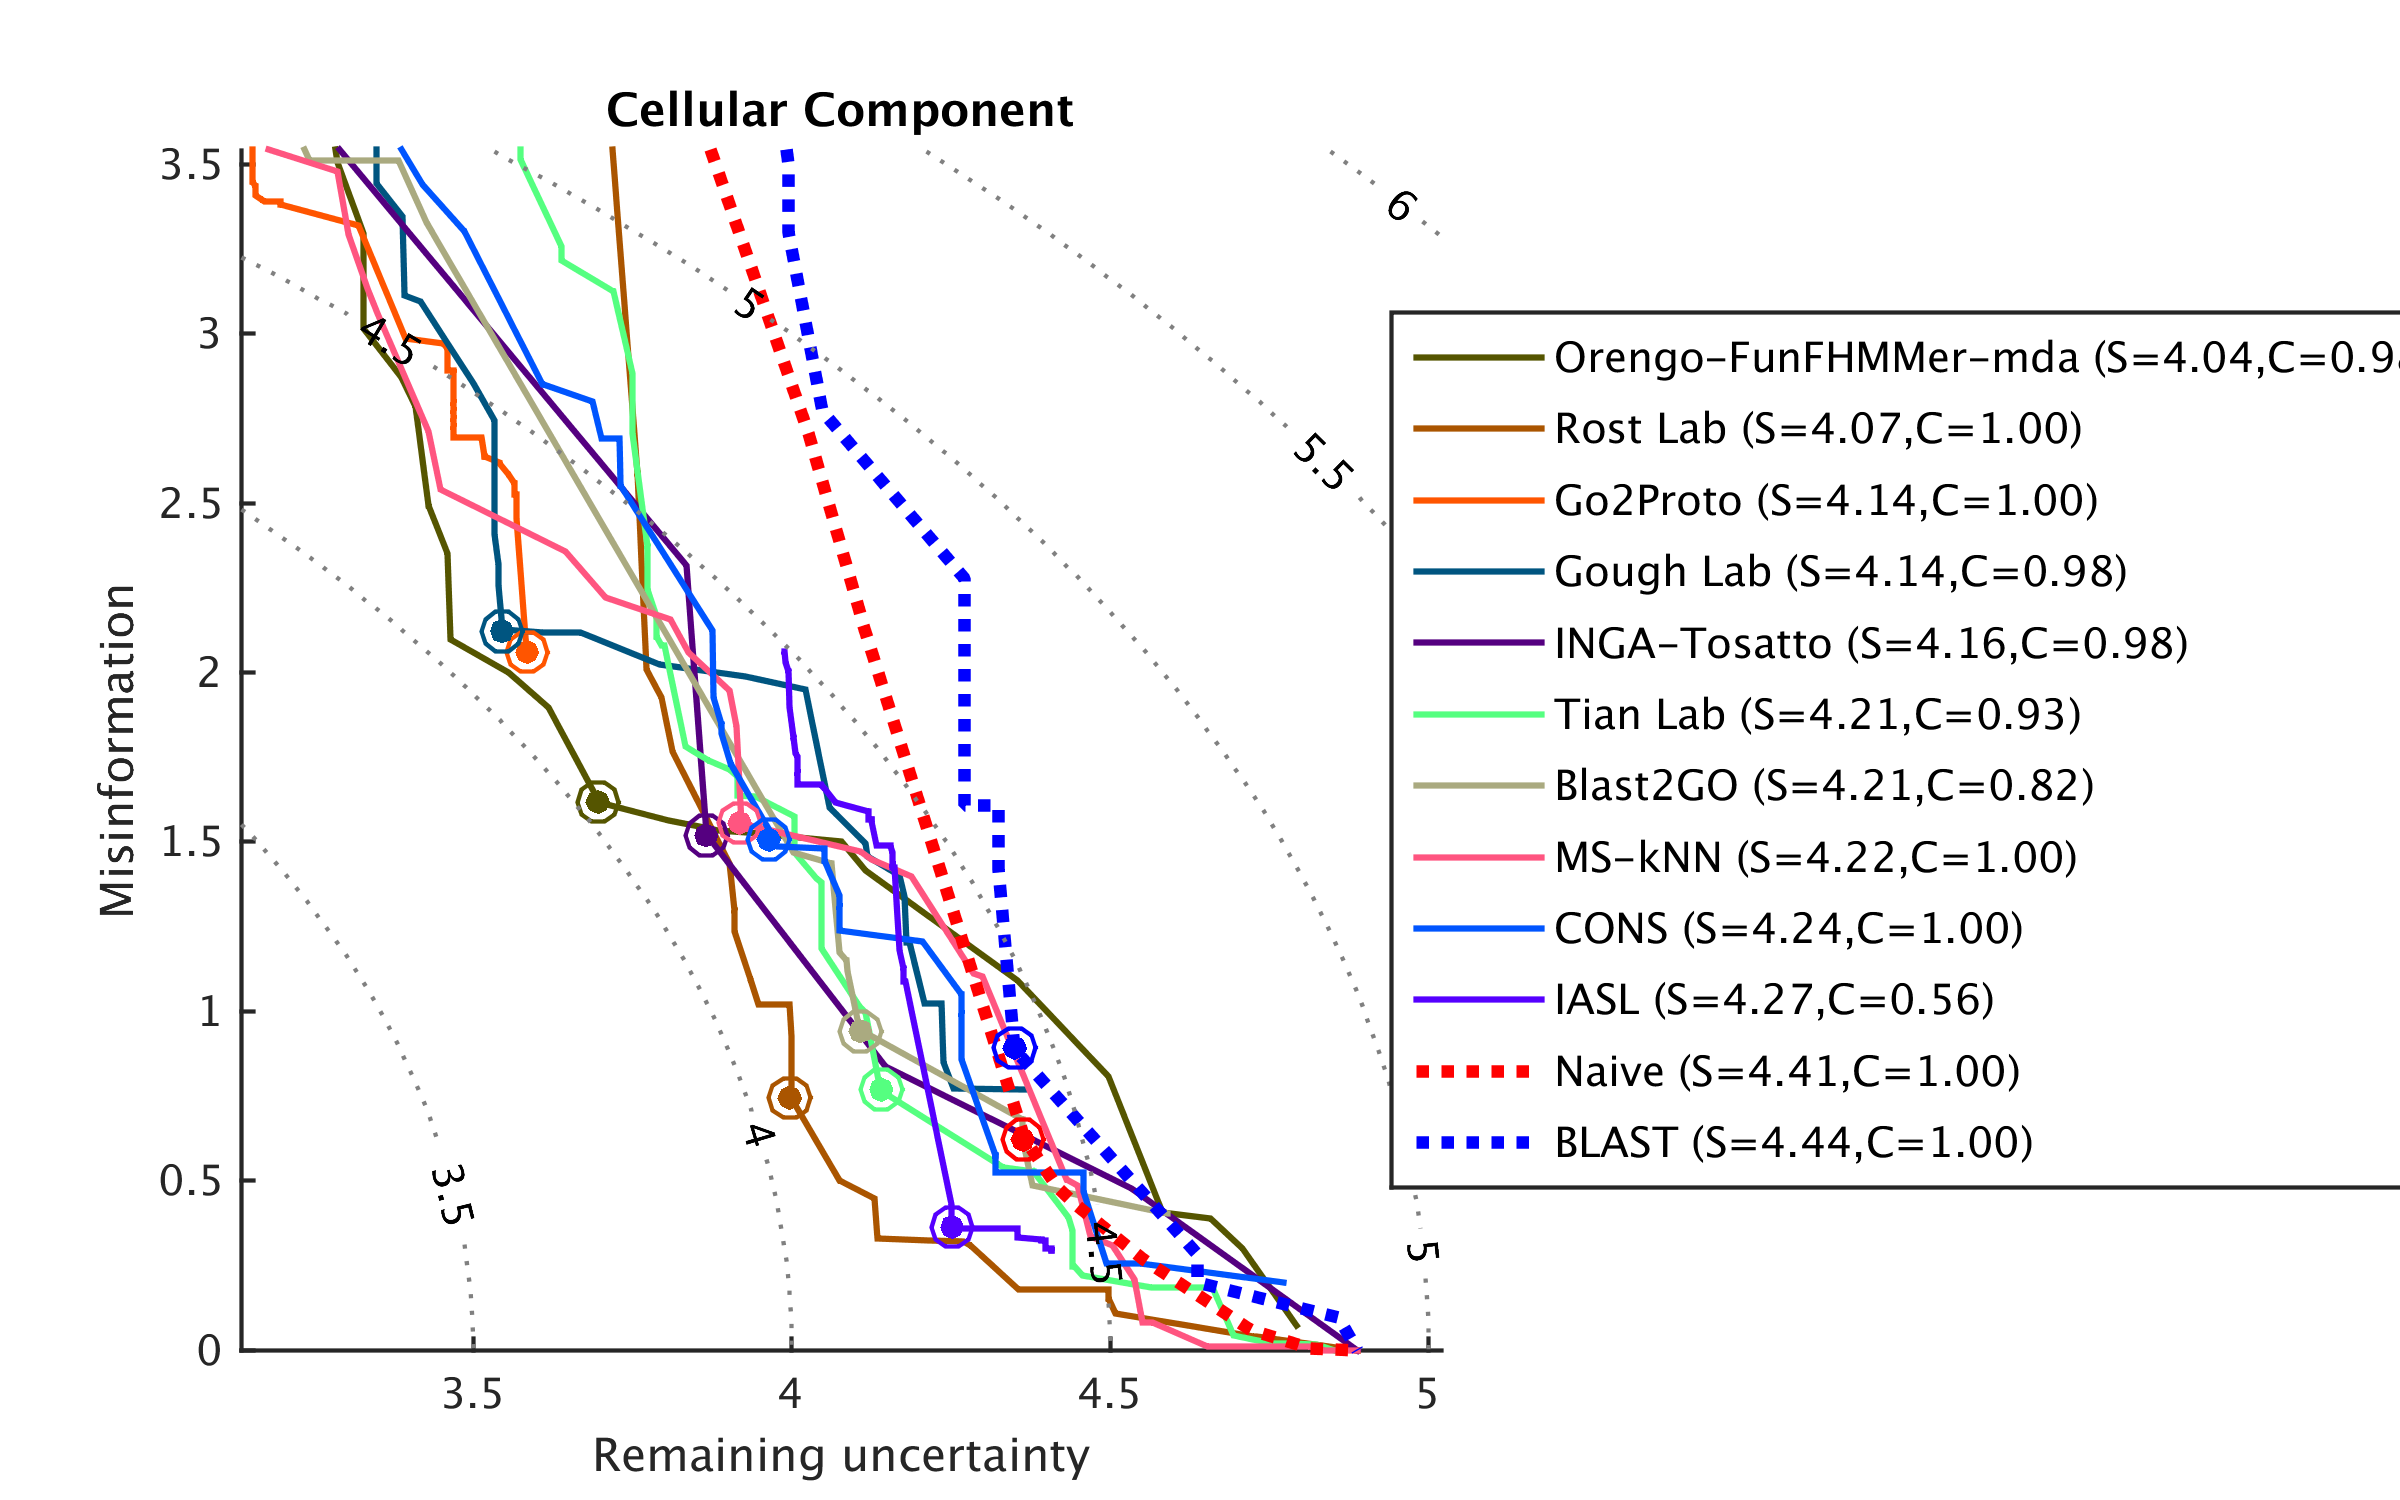 Cellular Component
3.5
3
2.5
2
1.5
1
0.5
0
Misinformation
3.5
4
4.5
5
Remaining uncertainty
4.5
5
5.5
6
3.5
4
4.5
5
Orengo-FunFHMMer-mda (S=4.04,C=0.9
Rost Lab (S=4.07,C=1.00)
Go2Proto (S=4.14,C=1.00)
Gough Lab (S=4.14,C=0.98)
INGA-Tosatto (S=4.16,C=0.98)
Tian Lab (S=4.21,C=0.93)
Blast2GO (S=4.21,C=0.82)
MS-kNN (S=4.22,C=1.00)
CONS (S=4.24,C=1.00)
IASL (S=4.27,C=0.56)
Naive (S=4.41,C=1.00)
BLAST (S=4.44,C=1.00)